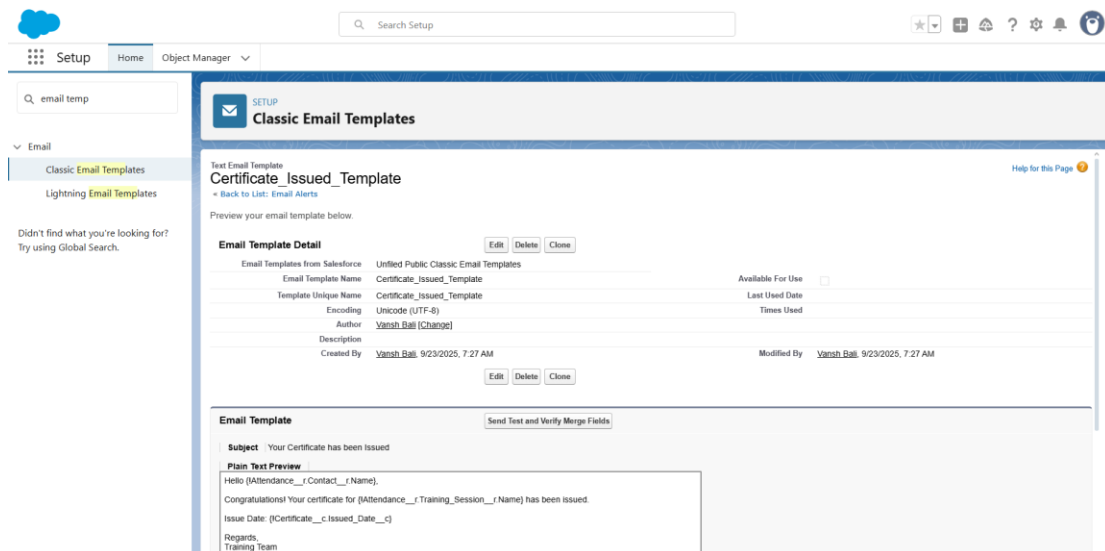 Search Setup
Setup
Home
Object Manager
email temp
Email
Classic Email Templates
Lightning Email Templates
Didn't find what you're looking for?
Try using Global Search.
SETUP
Classic Email Templates
Text Email Template
Certificate_Issued_Template
« Back to List: Email Alerts
Help for this Page
Preview your email template below.
Email Template Detail
Edit Delete Clone
Email Templates from Salesforce Unfiled Public Classic Email Templates
Email Template Name Certificate_Issued_Template Available For Use
Template Unique Name Certificate_Issued_Template Last Used Date
Encoding Unicode (UTF-8) Times Used
Author Vansh Bali [Change]
Description
Created By Vansh Bali, 9/23/2025, 7:27 AM Modified By Vansh Bali, 9/23/2025, 7:27 AM
Edit Delete Clone
Email Template
Send Test and Verify Merge Fields
Subject Your Certificate has been Issued
Plain Text Preview
Hello {!Attendance__r.Contact__r.Name},
Congratulations! Your certificate for {!Attendance__r.Training_Session__r.Name} has been issued.
Issue Date: {!Certificate__c.Issued_Date__c}
Regards,
Training Team